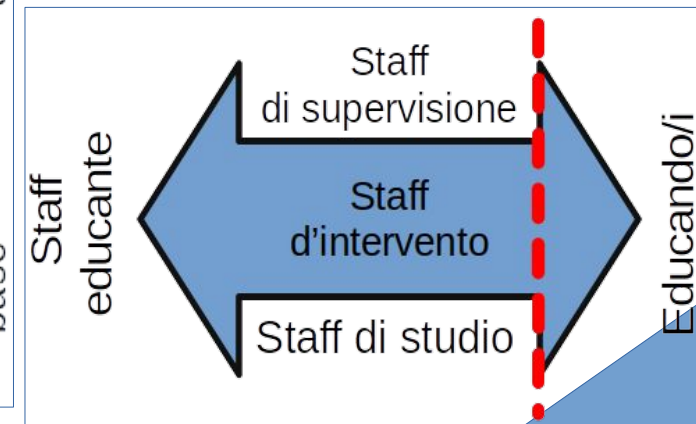 Staff
educante
Staff
di supervisione
Staff
d'intervento
Staff di studio
Educando/i